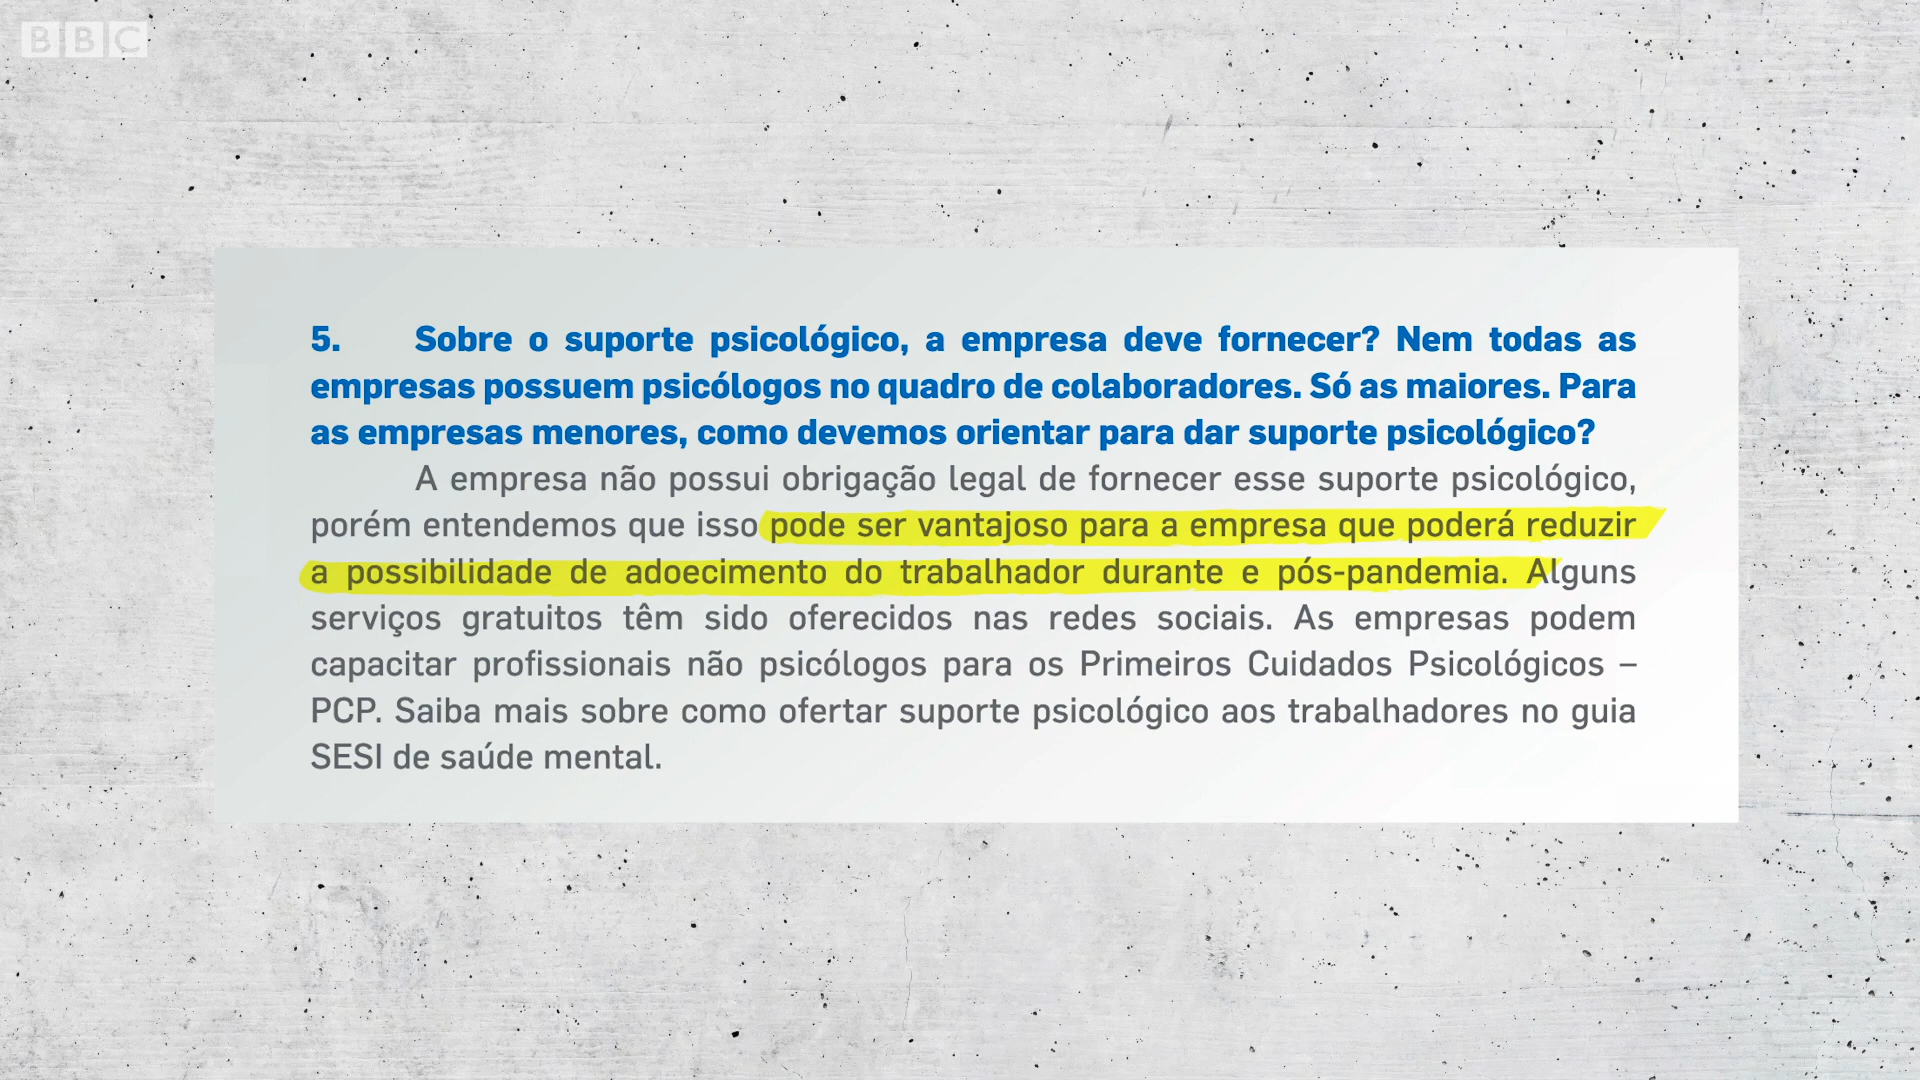 BBC
5. Sobre o suporte psicológico, a empresa deve fornecer? Nem todas as
empresas possuem psicólogos no quadro de colaboradores. Só as maiores. Para
as empresas menores, como devemos orientar para dar suporte psicológico?
A empresa não possui obrigação legal de fornecer esse suporte psicológico,
porém entendemos que isso pode ser vantajoso para a empresa que poderá reduzir
a possibilidade de adoecimento do trabalhador durante e pós-pandemia. Alguns
serviços gratuitos têm sido oferecidos nas redes sociais. As empresas podem
capacitar profissionais não psicólogos para os Primeiros Cuidados Psicológicos –
PCP. Saiba mais sobre como ofertar suporte psicológico aos trabalhadores no guia
SESI de saúde mental.